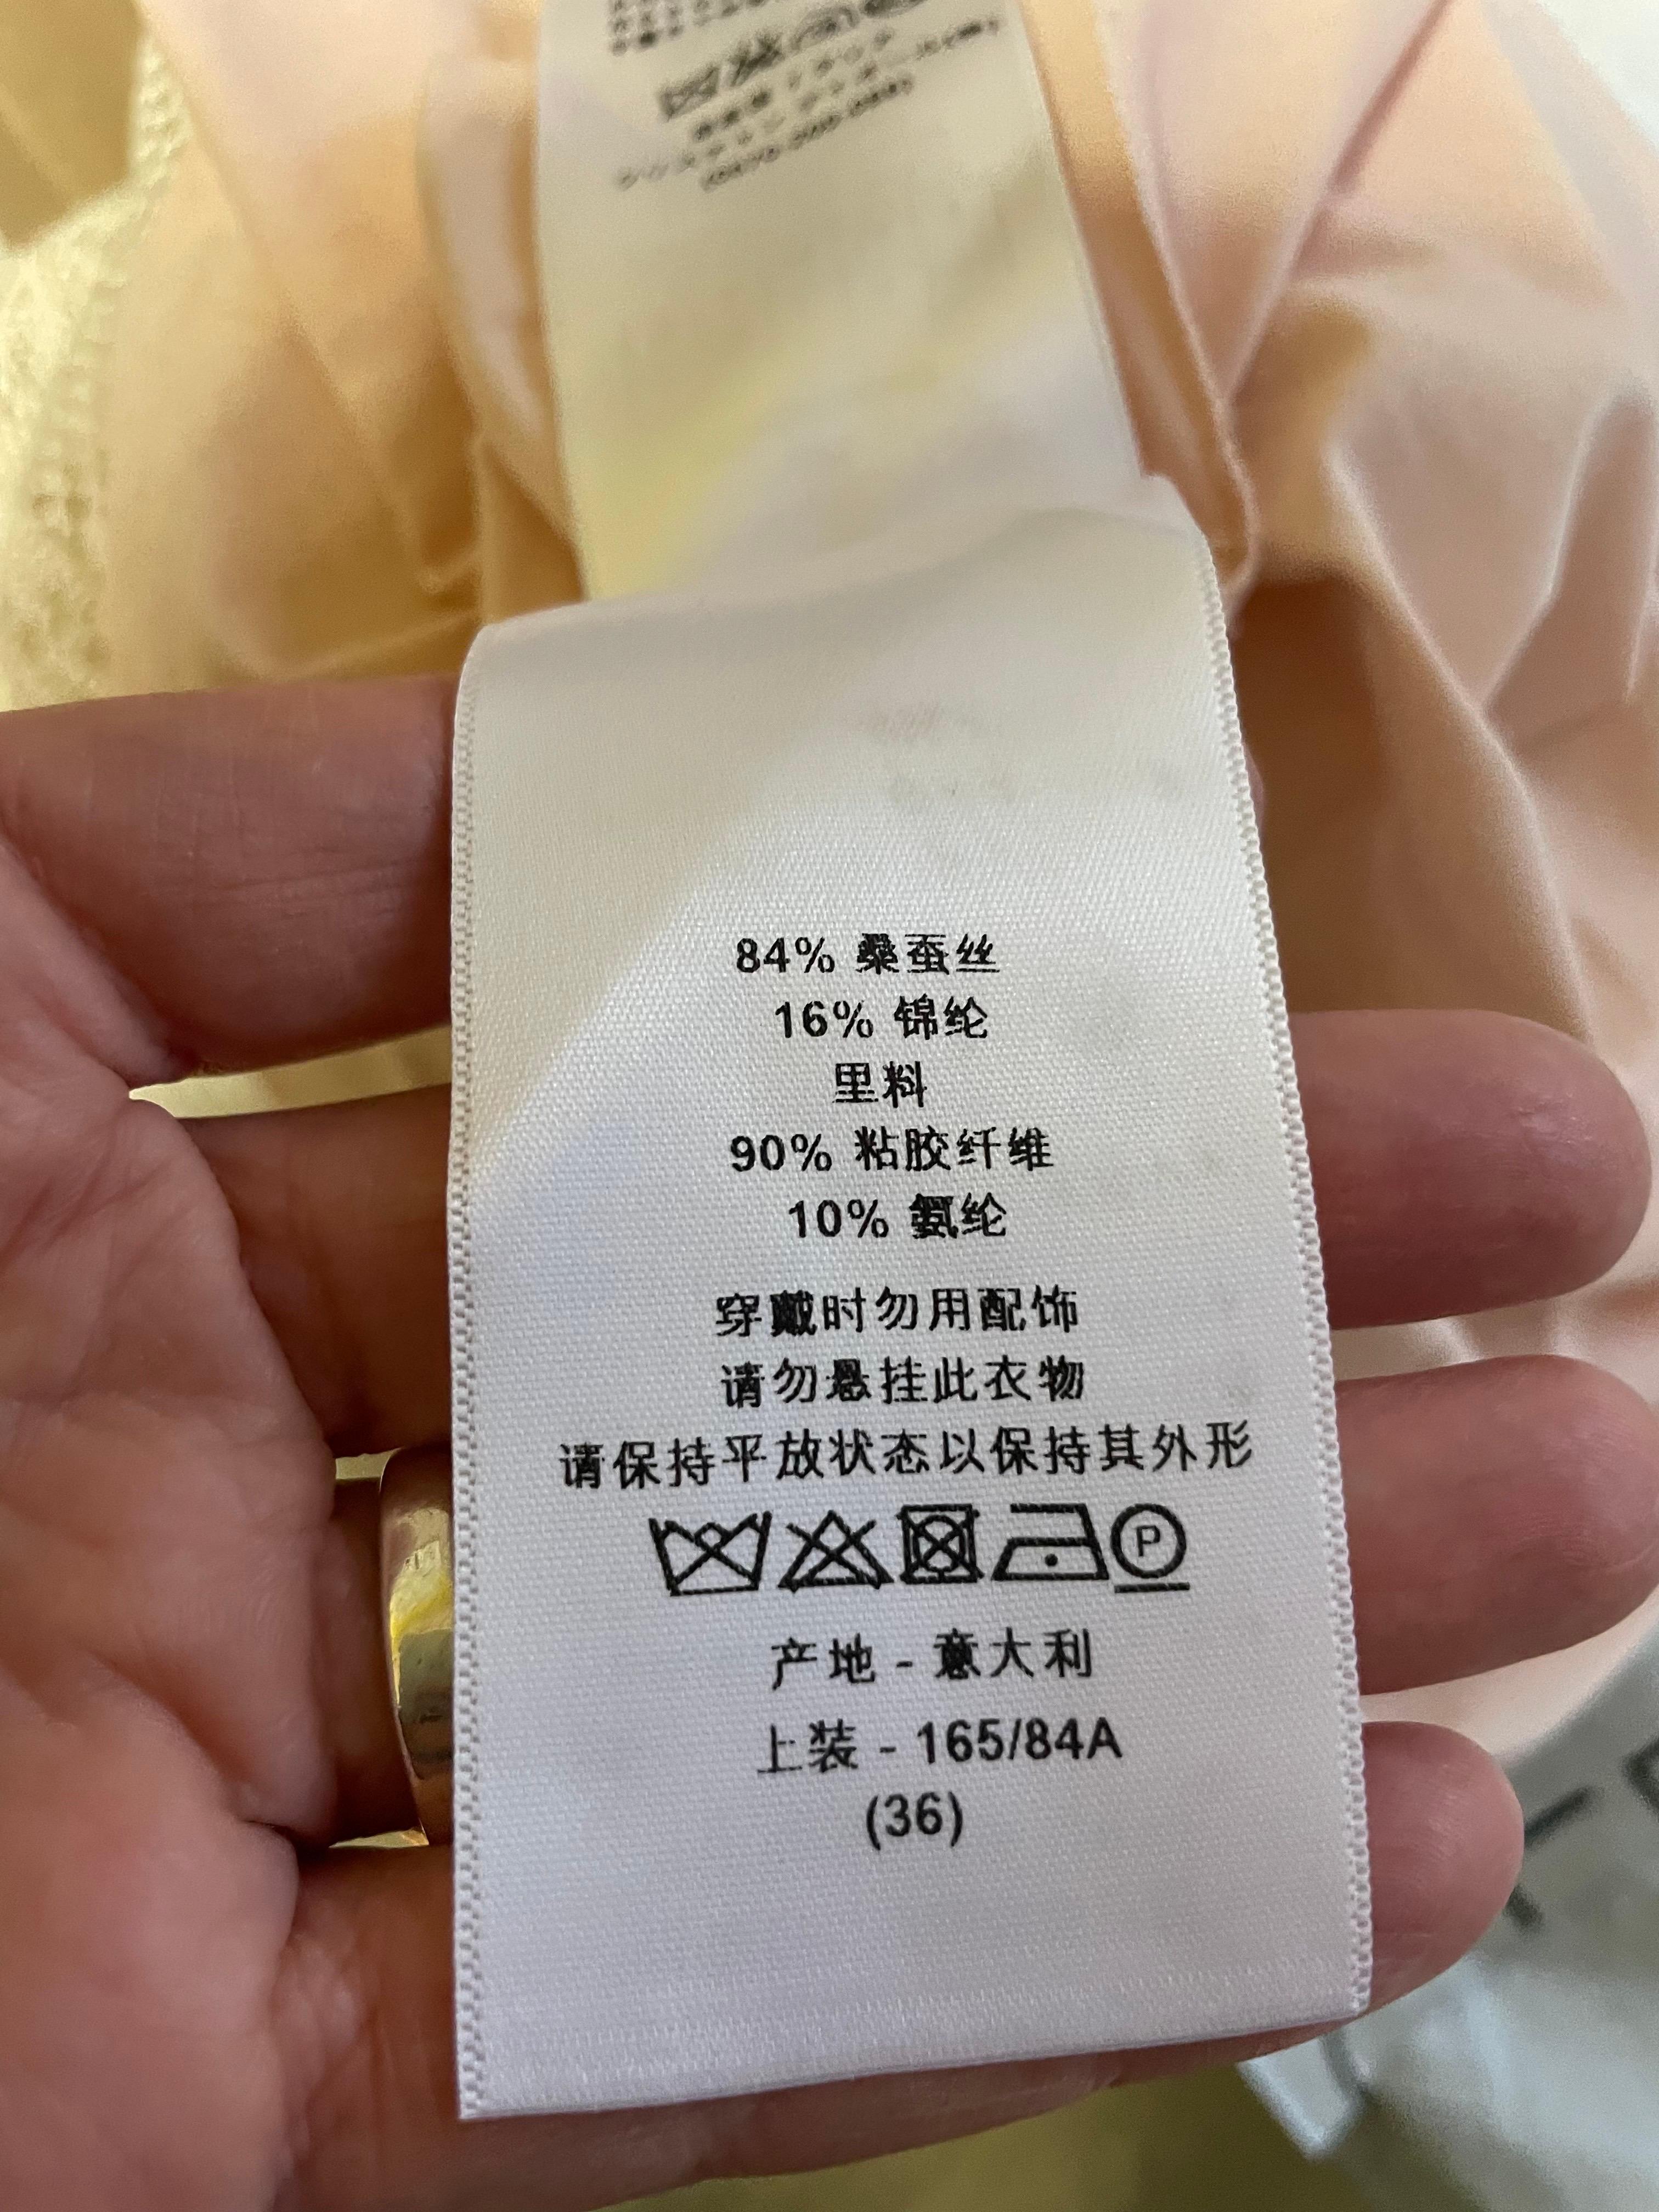 84% 桑蚕丝
16% 锦纶
里料
90% 粘胶纤维
10% 氨纶
穿戴时勿用配饰
请勿悬挂此衣物
请保持平放状态以保持其外形
P
产地 - 意大利
上装 - 165/84A
(36)